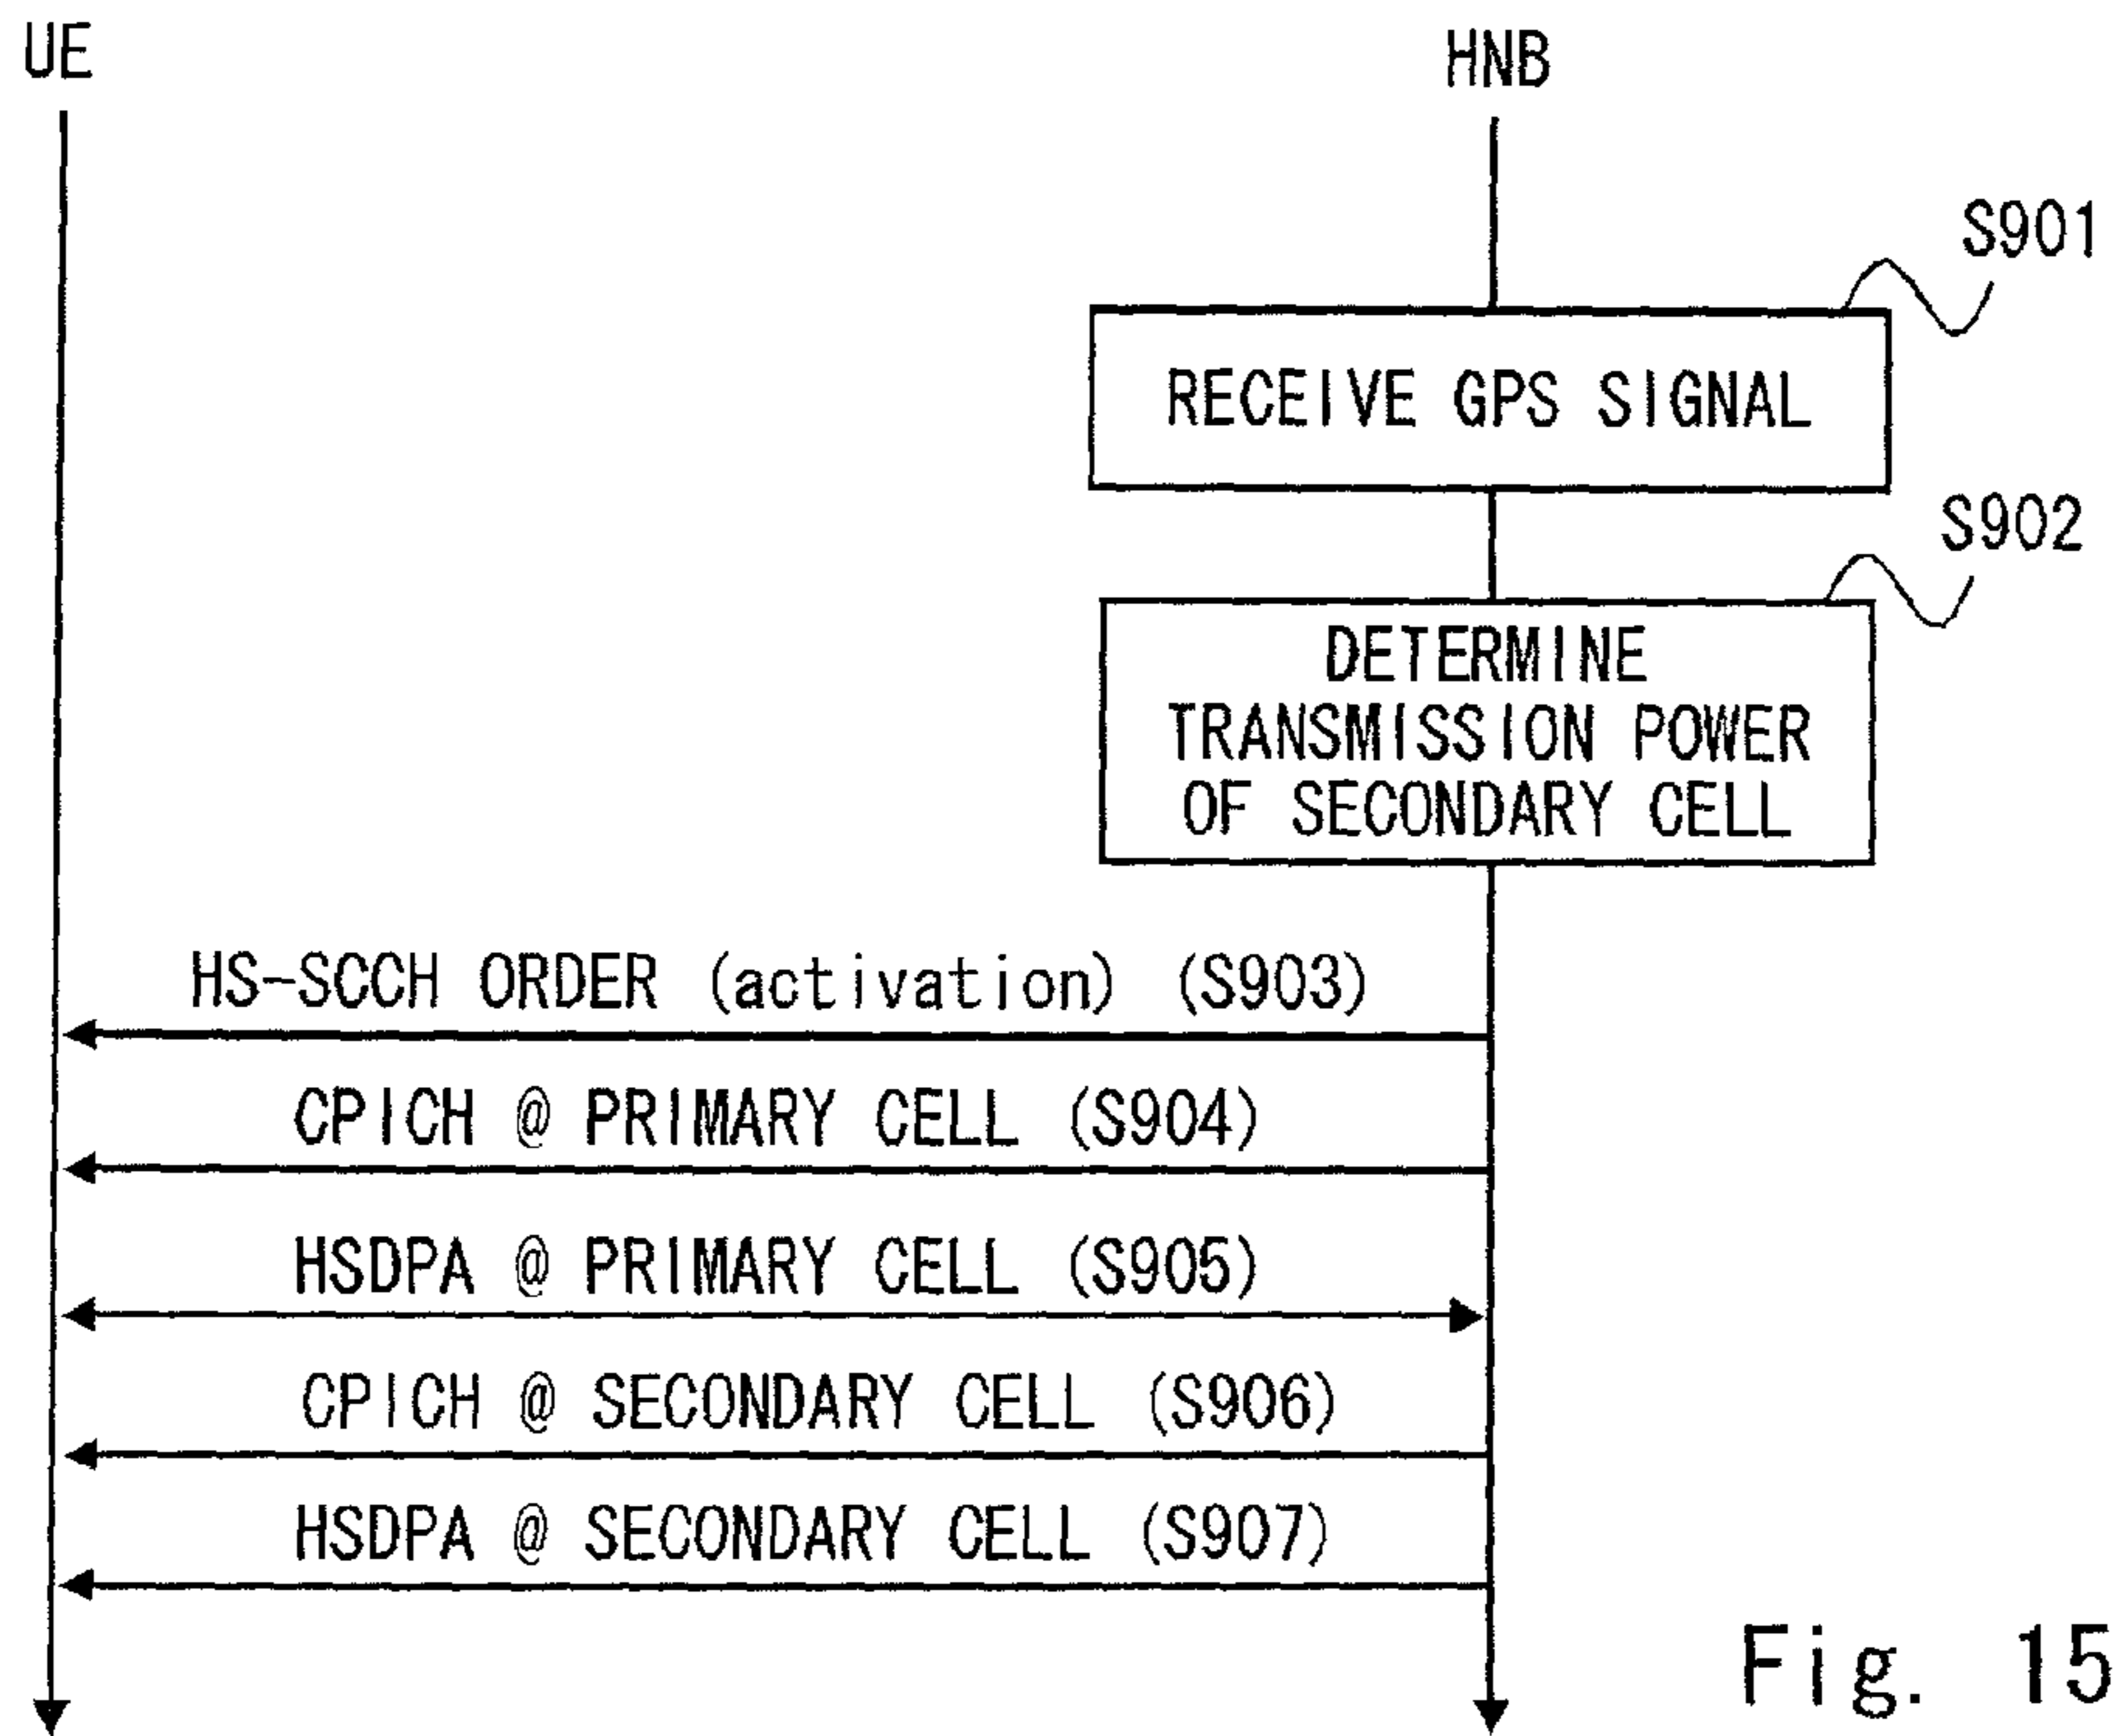 UE
HNB
S901
RECEIVE GPS SIGNAL
S902
DETERMINE
TRANSMISSION POWER
OF SECONDARY CELL
HS-SCCH ORDER (activation) (S903)
CPICH @ PRIMARY CELL (S904)
HSDPA @ PRIMARY CELL (S905)
CPICH @ SECONDARY CELL (S906)
HSDPA @ SECONDARY CELL (S907)
Fig. 15